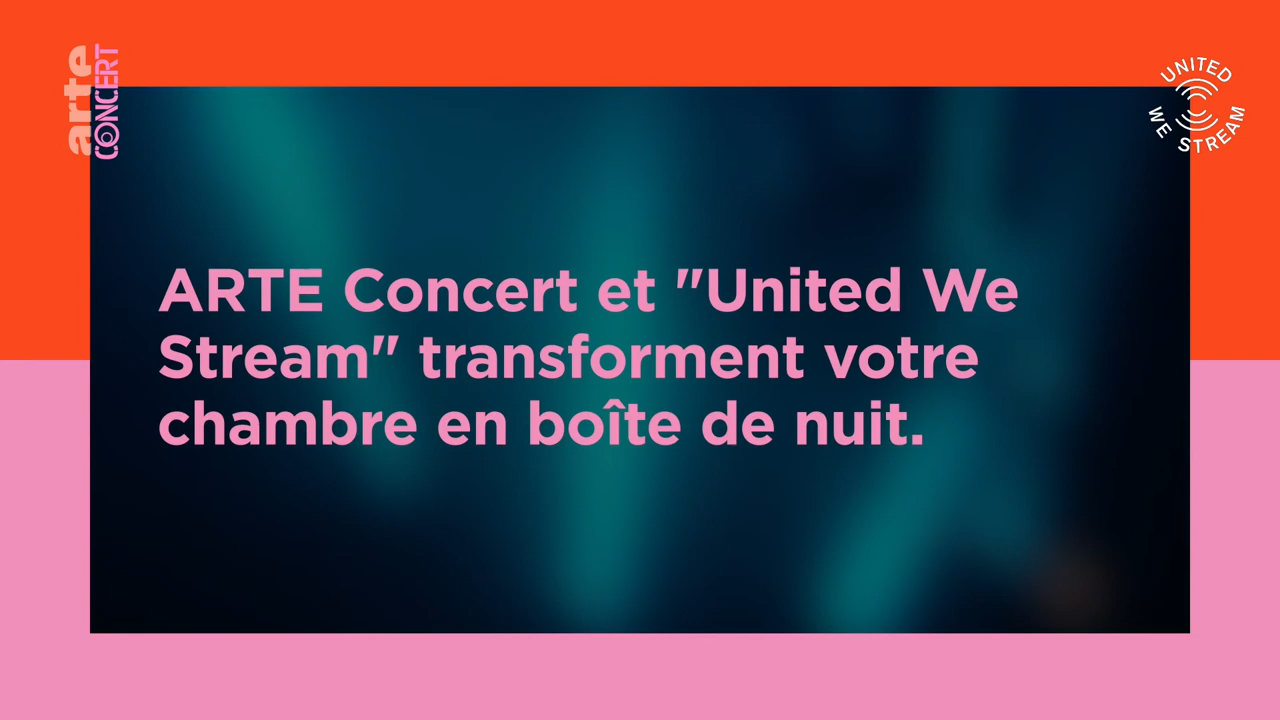 arte
CONCERT
UNITED
WE STREAM
ARTE Concert et "United We
Stream" transforment votre
chambre en boîte de nuit.